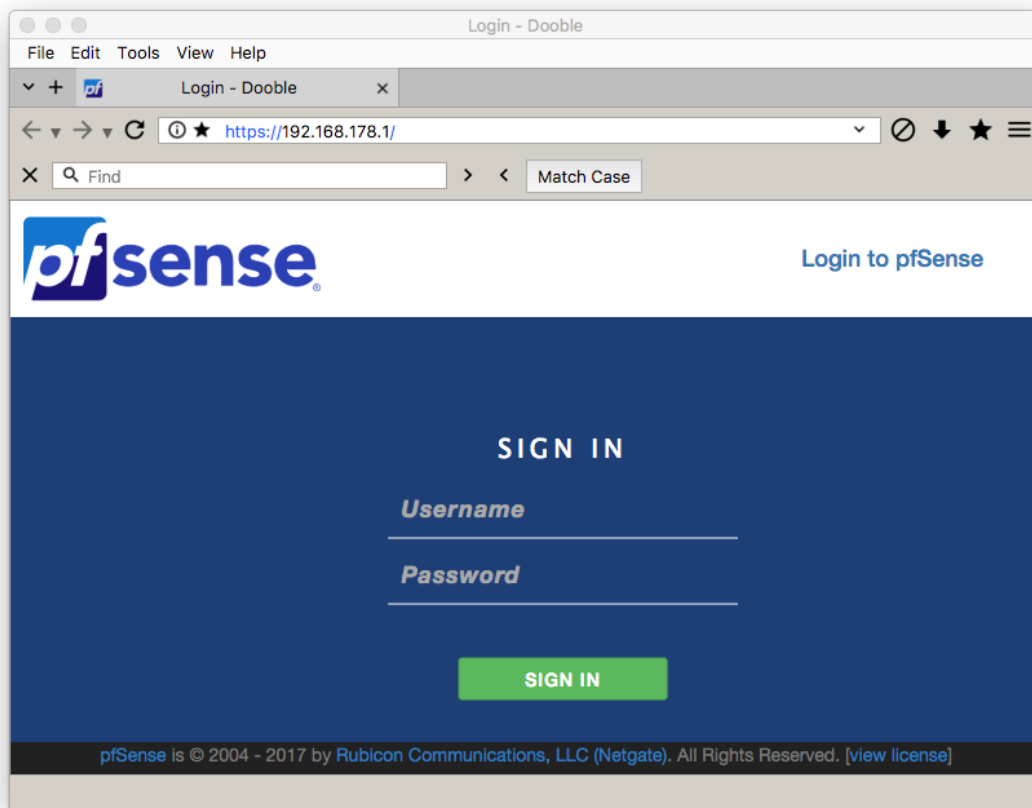 Login - Dooble
File Edit Tools View Help
Login - Dooble
https://192.168.178.1/
Find
Match Case
pfsense®
Login to pfSense
SIGN IN
Username
Password
SIGN IN
pfSense is © 2004 - 2017 by Rubicon Communications, LLC (Netgate). All Rights Reserved. [view license]